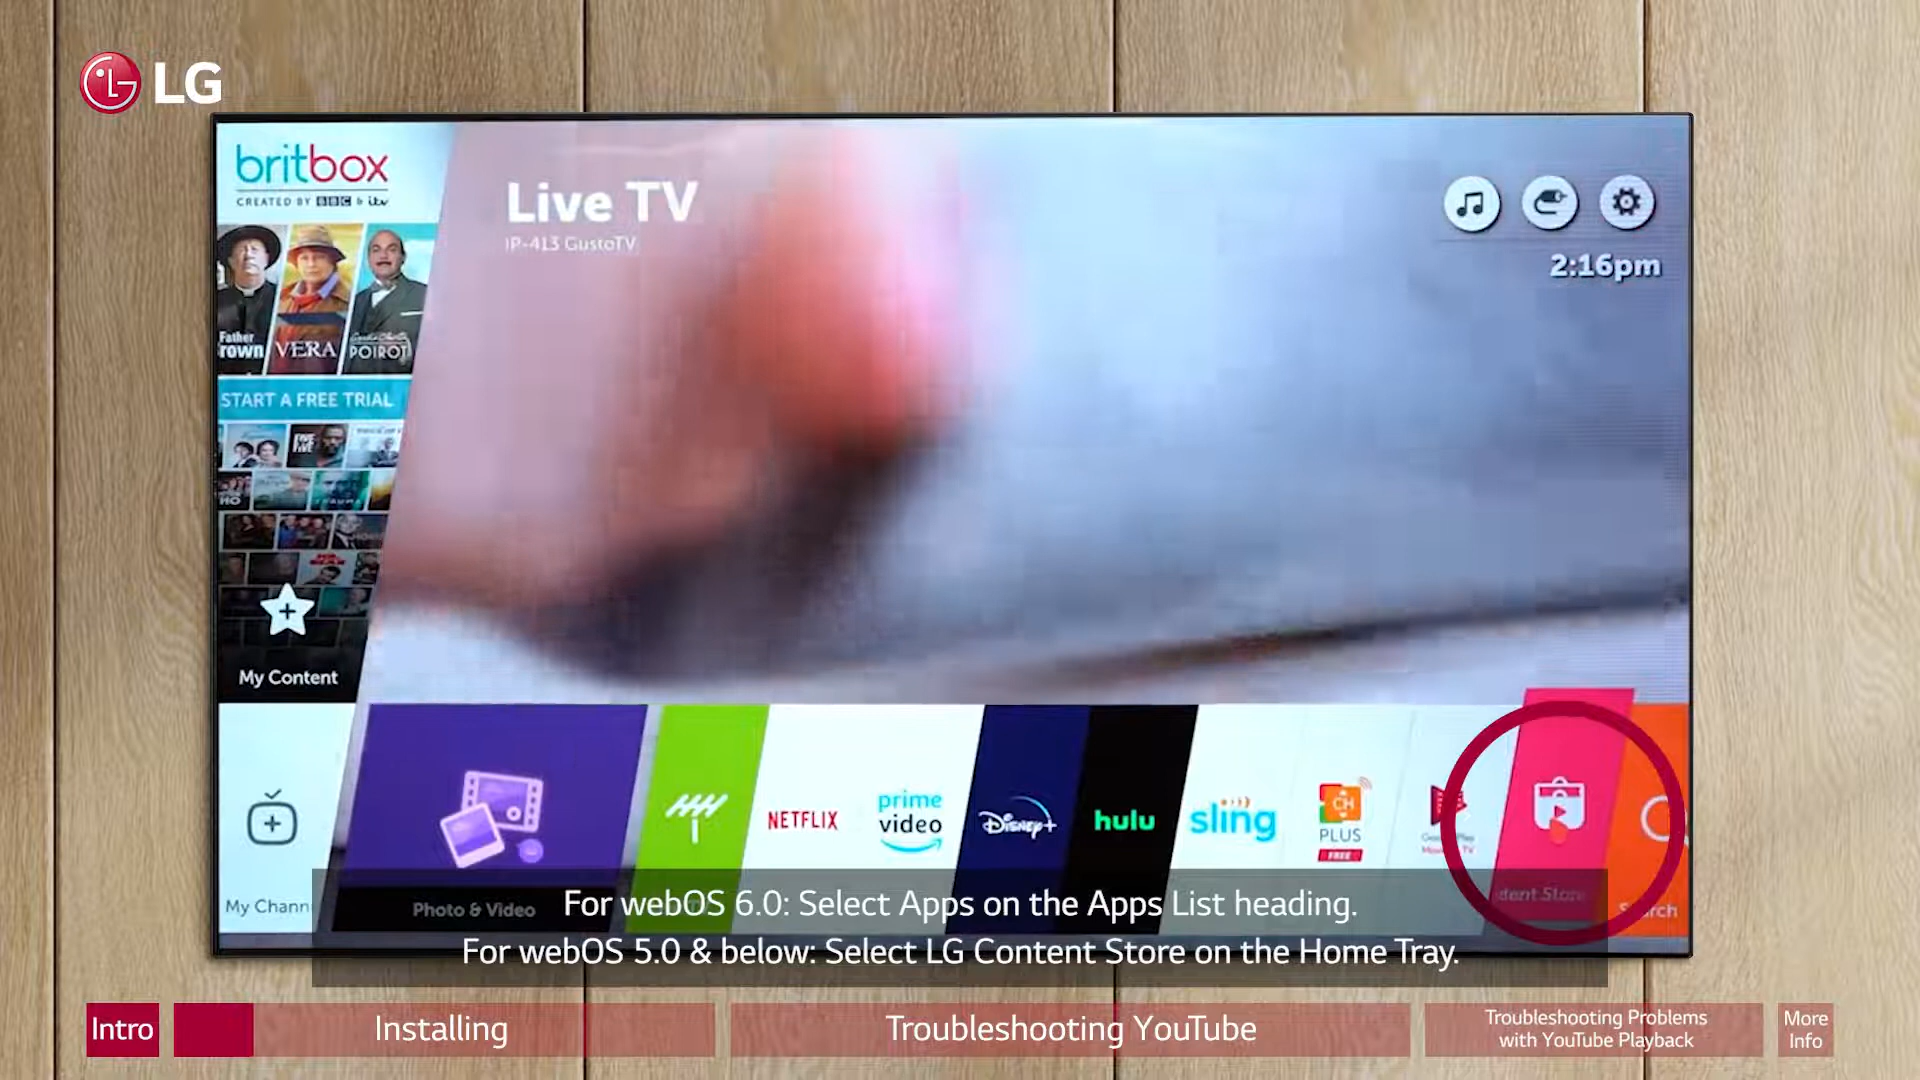 LG
britbox
CREATED BY BBC & itv
Live TV
IP-413 GustoTV
2:16pm
Father
rown
VERA
POIROT
START A FREE TRIAL
My Content
NETFLIX
prime
video
Disney+
hulu
sling
CH
PLUS
FREE
My Chann
Photo & Video
For webOS 6.0: Select Apps on the Apps List heading.
For webOS 5.0 & below: Select LG Content Store on the Home Tray.
Intro
Installing
Troubleshooting YouTube
Troubleshooting Problems
with YouTube Playback
More
Info